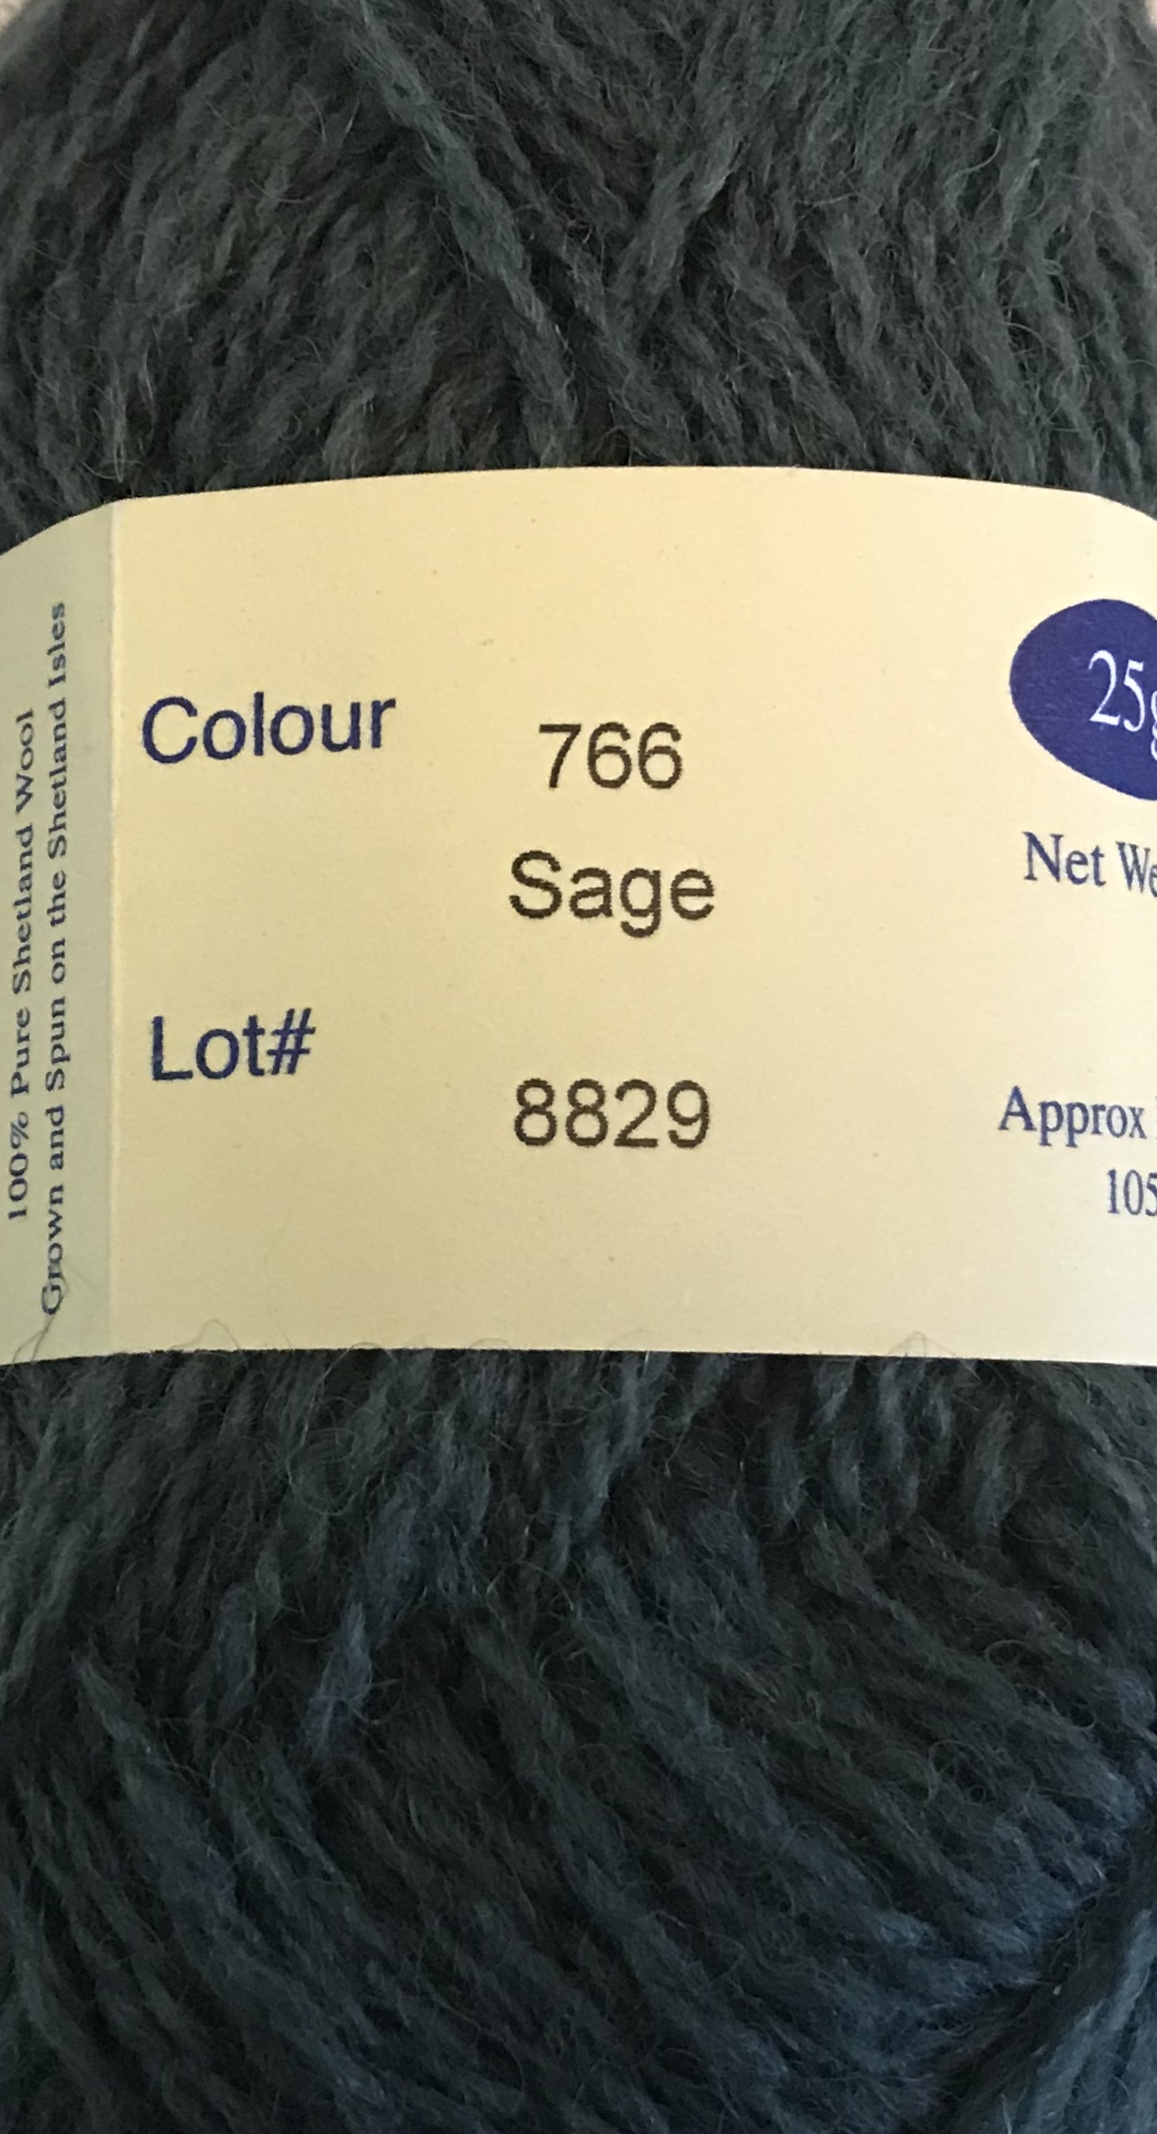 100% Pure Shetland Wool
Grown and Spun on the Shetland Isles
Colour
766
Sage
Lot#
8829
25g
Net We
Approx
105